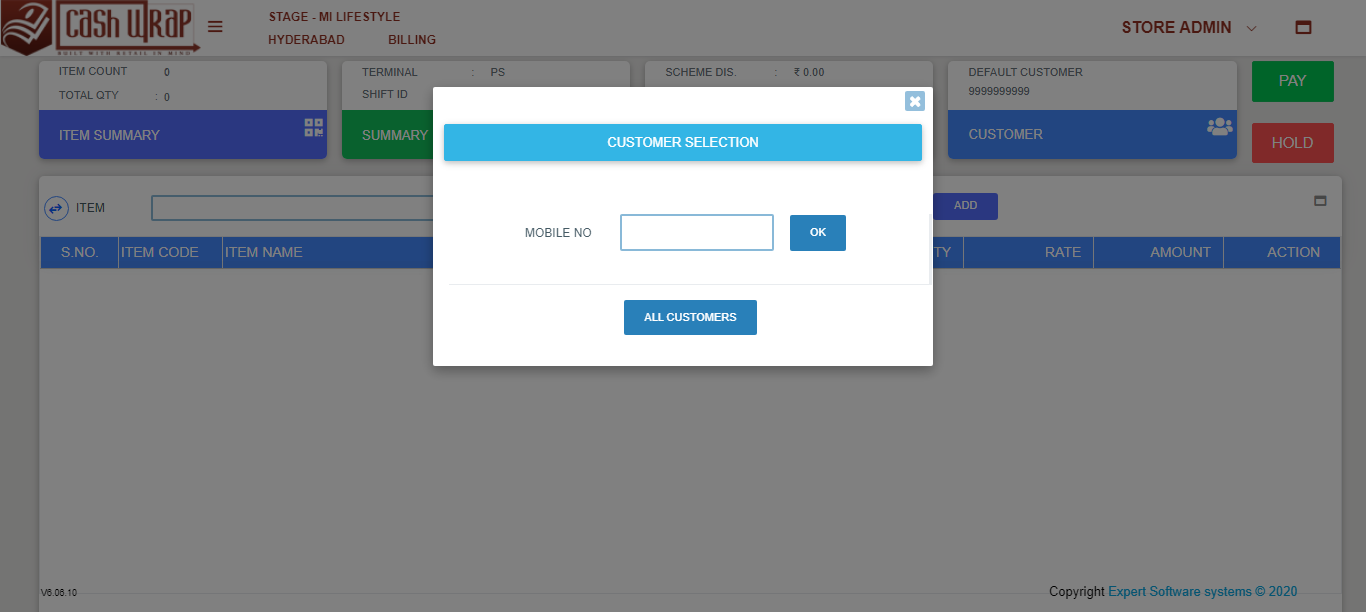 CASH WRAP
BUILT WITH RETAIL IN MIND
STAGE - MI LIFESTYLE
HYDERABAD BILLING
STORE ADMIN
ITEM COUNT 0
TOTAL QTY : 0
ITEM SUMMARY
TERMINAL : PS
SHIFT ID
SUMMARY
SCHEME DIS. : ₹ 0.00
DEFAULT CUSTOMER
9999999999
CUSTOMER
PAY
HOLD
CUSTOMER SELECTION
MOBILE NO OK
ALL CUSTOMERS
ITEM ADD
S.NO. ITEM CODE ITEM NAME TY RATE AMOUNT ACTION
V6.06.10
Copyright Expert Software systems © 2020